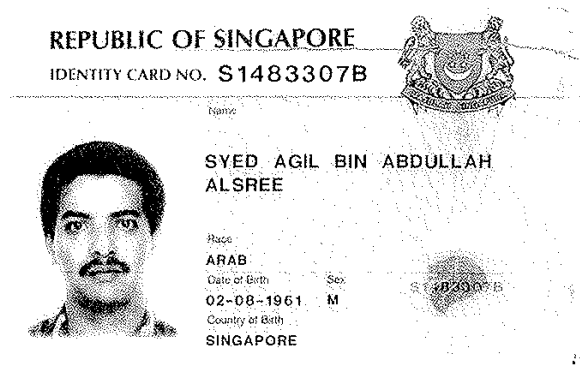 REPUBLIC OF SINGAPORE
IDENTITY CARD NO. S1483307B
Name
SYED AGIL BIN ABDULLAH
ALSREE
Race
ARAB
Date of Birth Sex
02-08-1961 M
S1483307B
Country of Birth
SINGAPORE